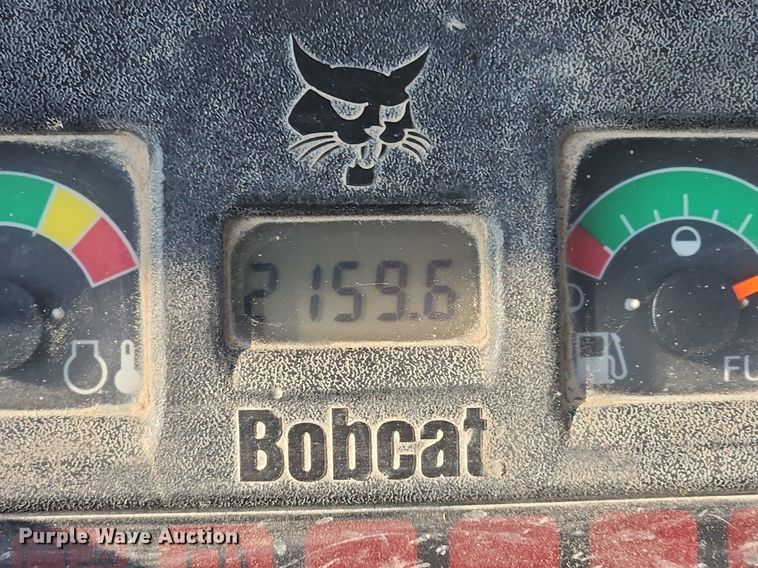 2159.6
FU
Bobcat
Purple Wave Auction